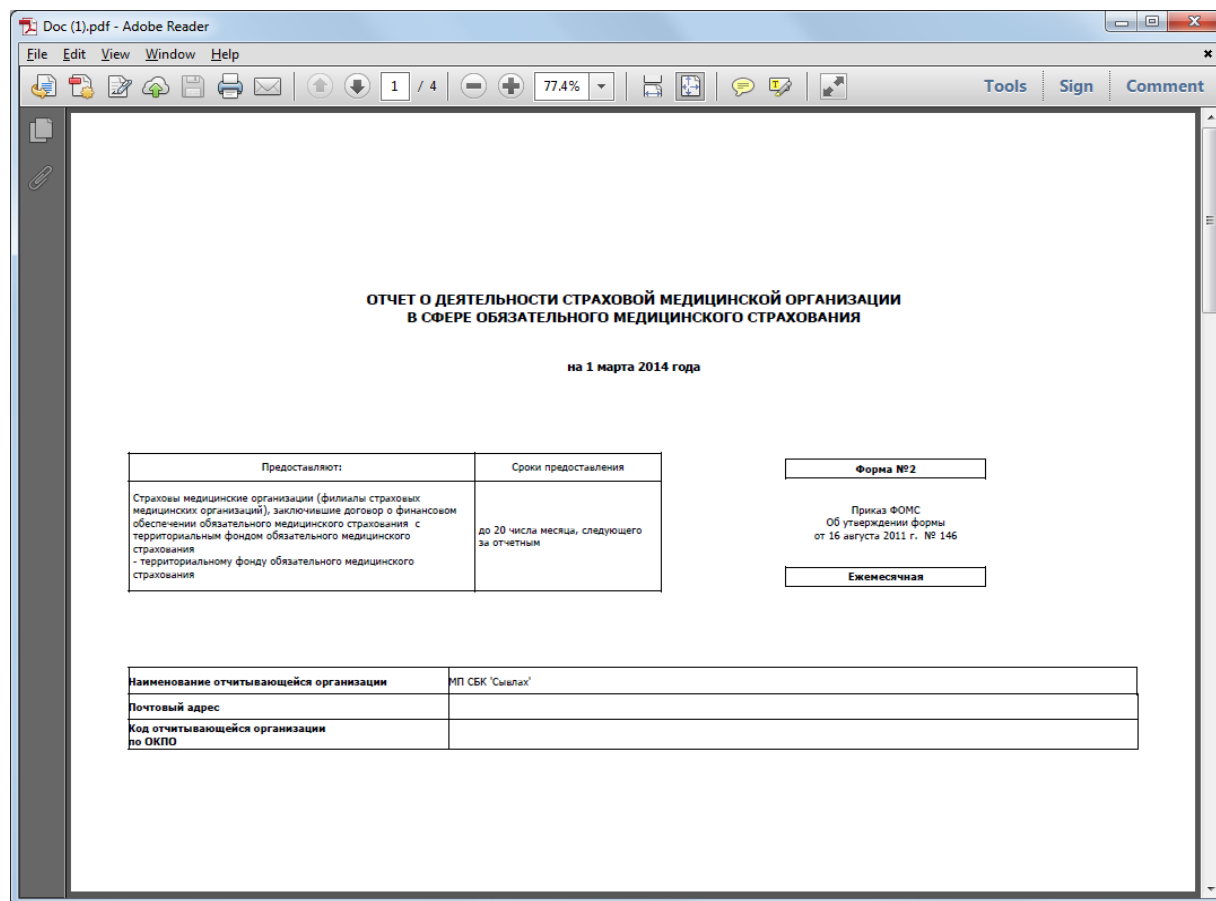 Doc (1).pdf - Adobe Reader
File Edit View Window Help
1 / 4 77.4% Tools Sign Comment
ОТЧЕТ О ДЕЯТЕЛЬНОСТИ СТРАХОВОЙ МЕДИЦИНСКОЙ ОРГАНИЗАЦИИ
В СФЕРЕ ОБЯЗАТЕЛЬНОГО МЕДИЦИНСКОГО СТРАХОВАНИЯ
на 1 марта 2014 года
Предоставляют:
Сроки предоставления
Страховы медицинские организации (филиалы страховых
медицинских организаций), заключившие договор о финансовом
обеспечении обязательного медицинского страхования с
территориальным фондом обязательного медицинского
страхования
- территориальному фонду обязательного медицинского
страхования
до 20 числа месяца, следующего
за отчетным
Форма №2
Приказ ФОМС
Об утверждении формы
от 16 августа 2011 г. № 146
Ежемесячная
Наименование отчитывающейся организации
МП СБК 'Сывлах'
Почтовый адрес
Код отчитывающейся организации
по ОКПО